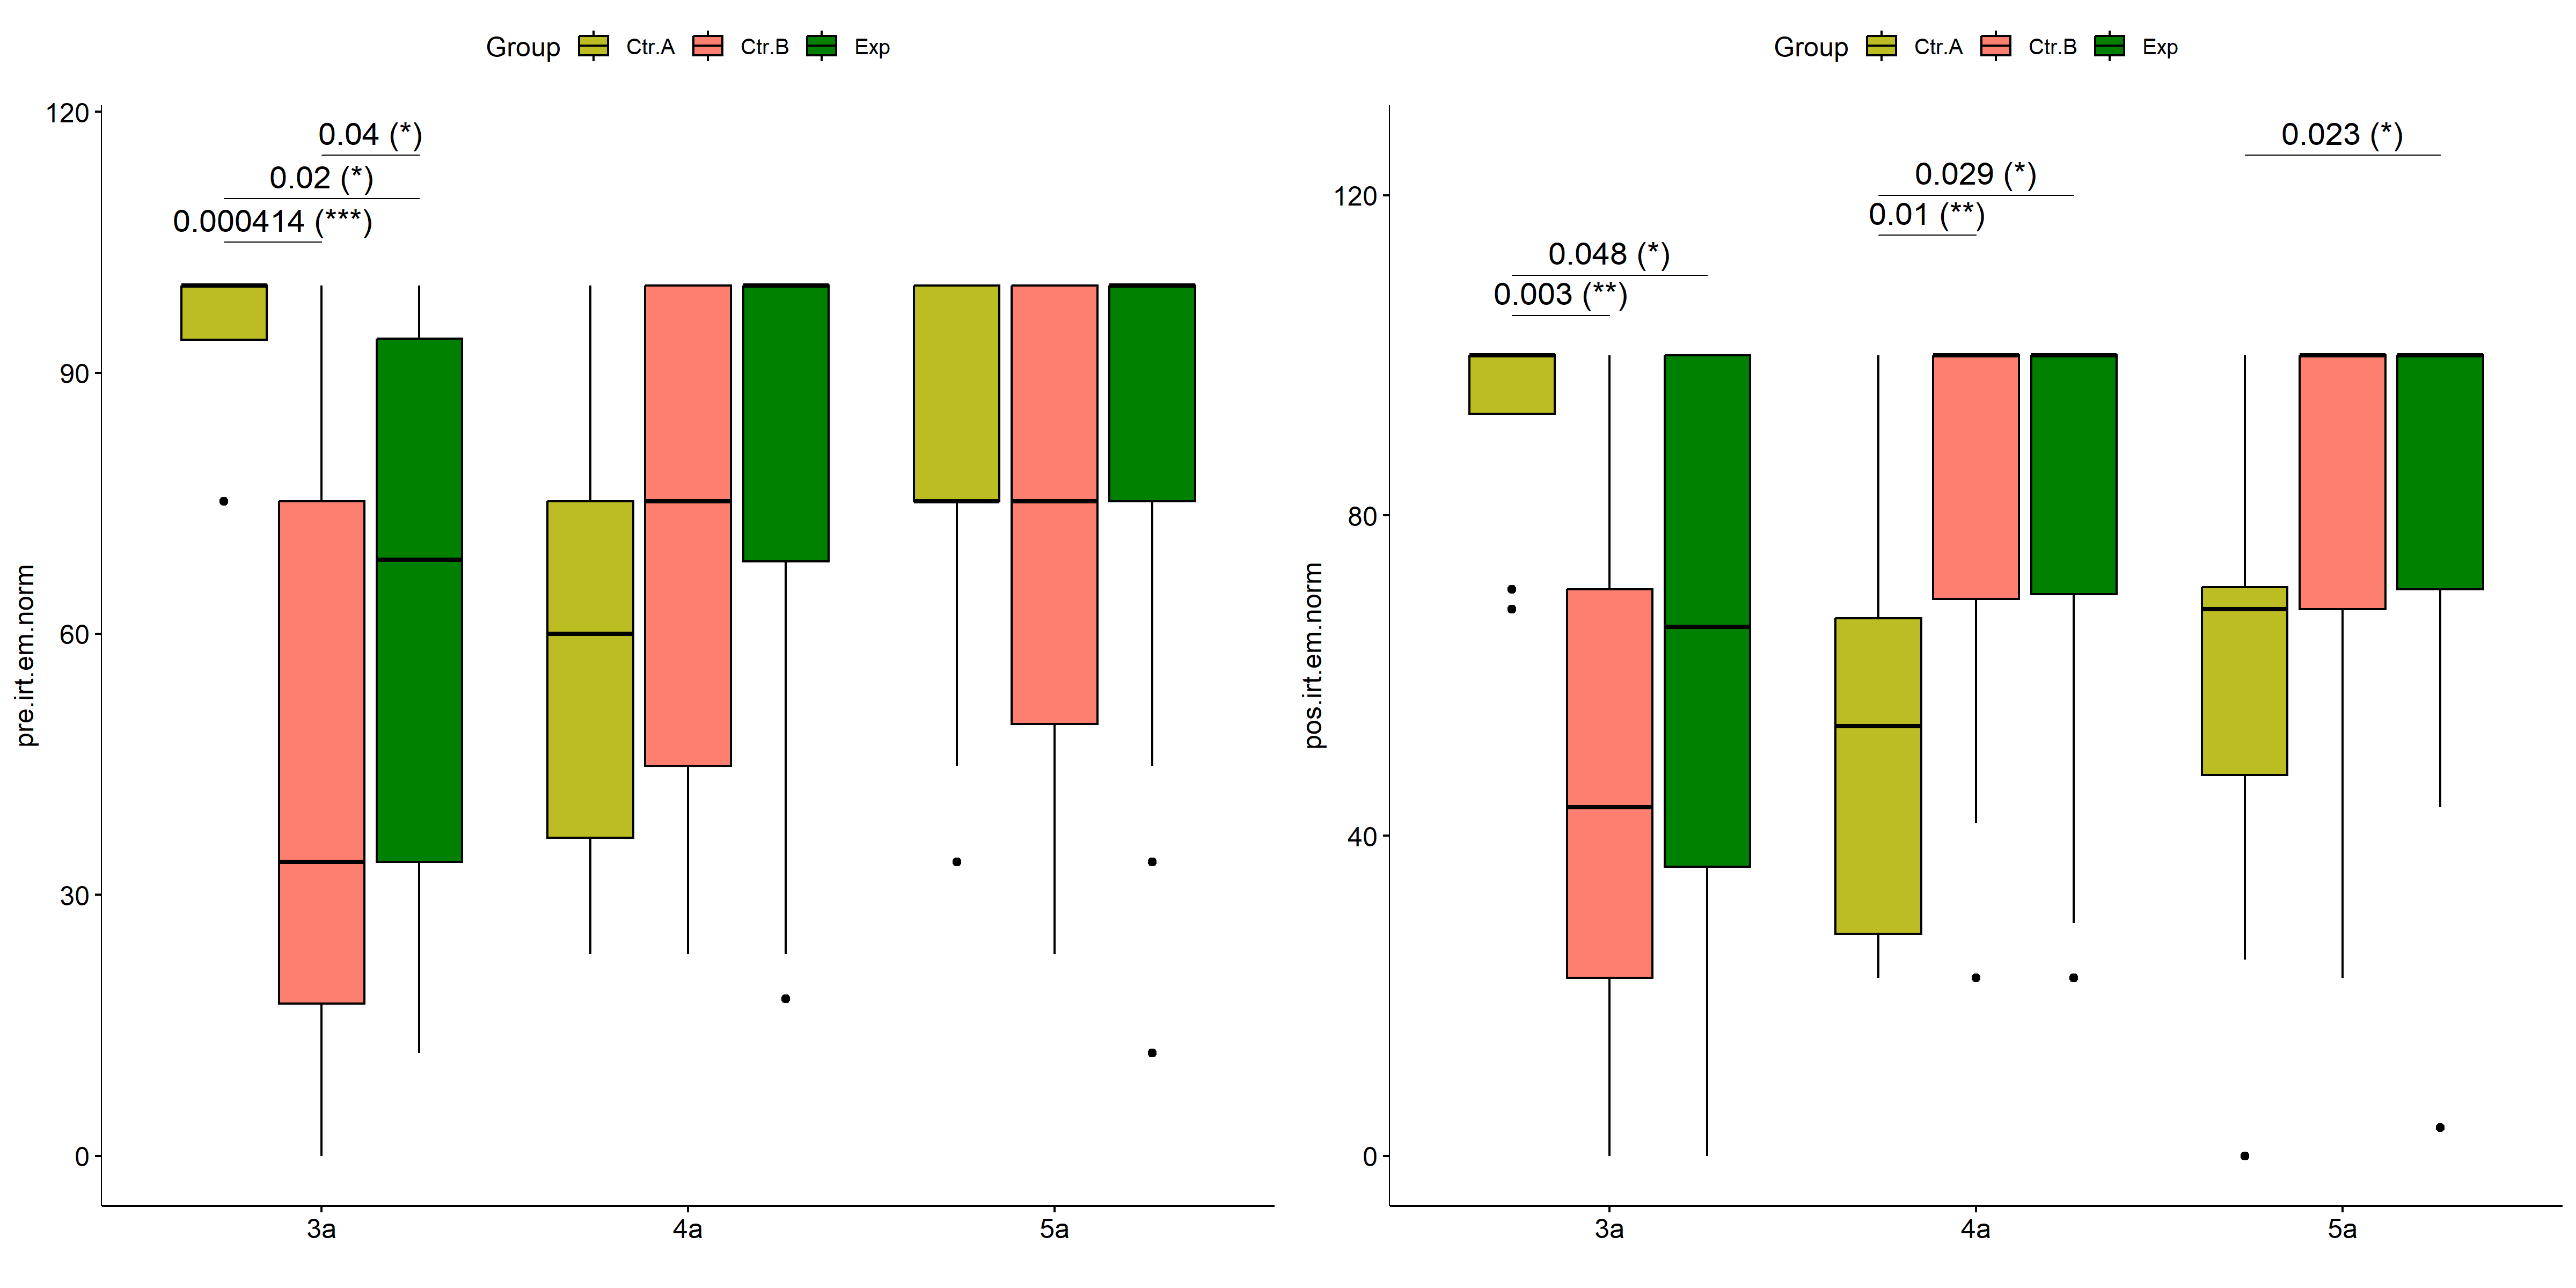 Group Ctr.A Ctr.B Exp
120
90
60
30
0
pre.irt.em.norm
0.04 (*)
0.02 (*)
0.000414 (***)
3a 4a 5a
Group Ctr.A Ctr.B Exp
120
80
40
0
pos.irt.em.norm
0.023 (*)
0.029 (*)
0.01 (**)
0.048 (*)
0.003 (**)
3a 4a 5a